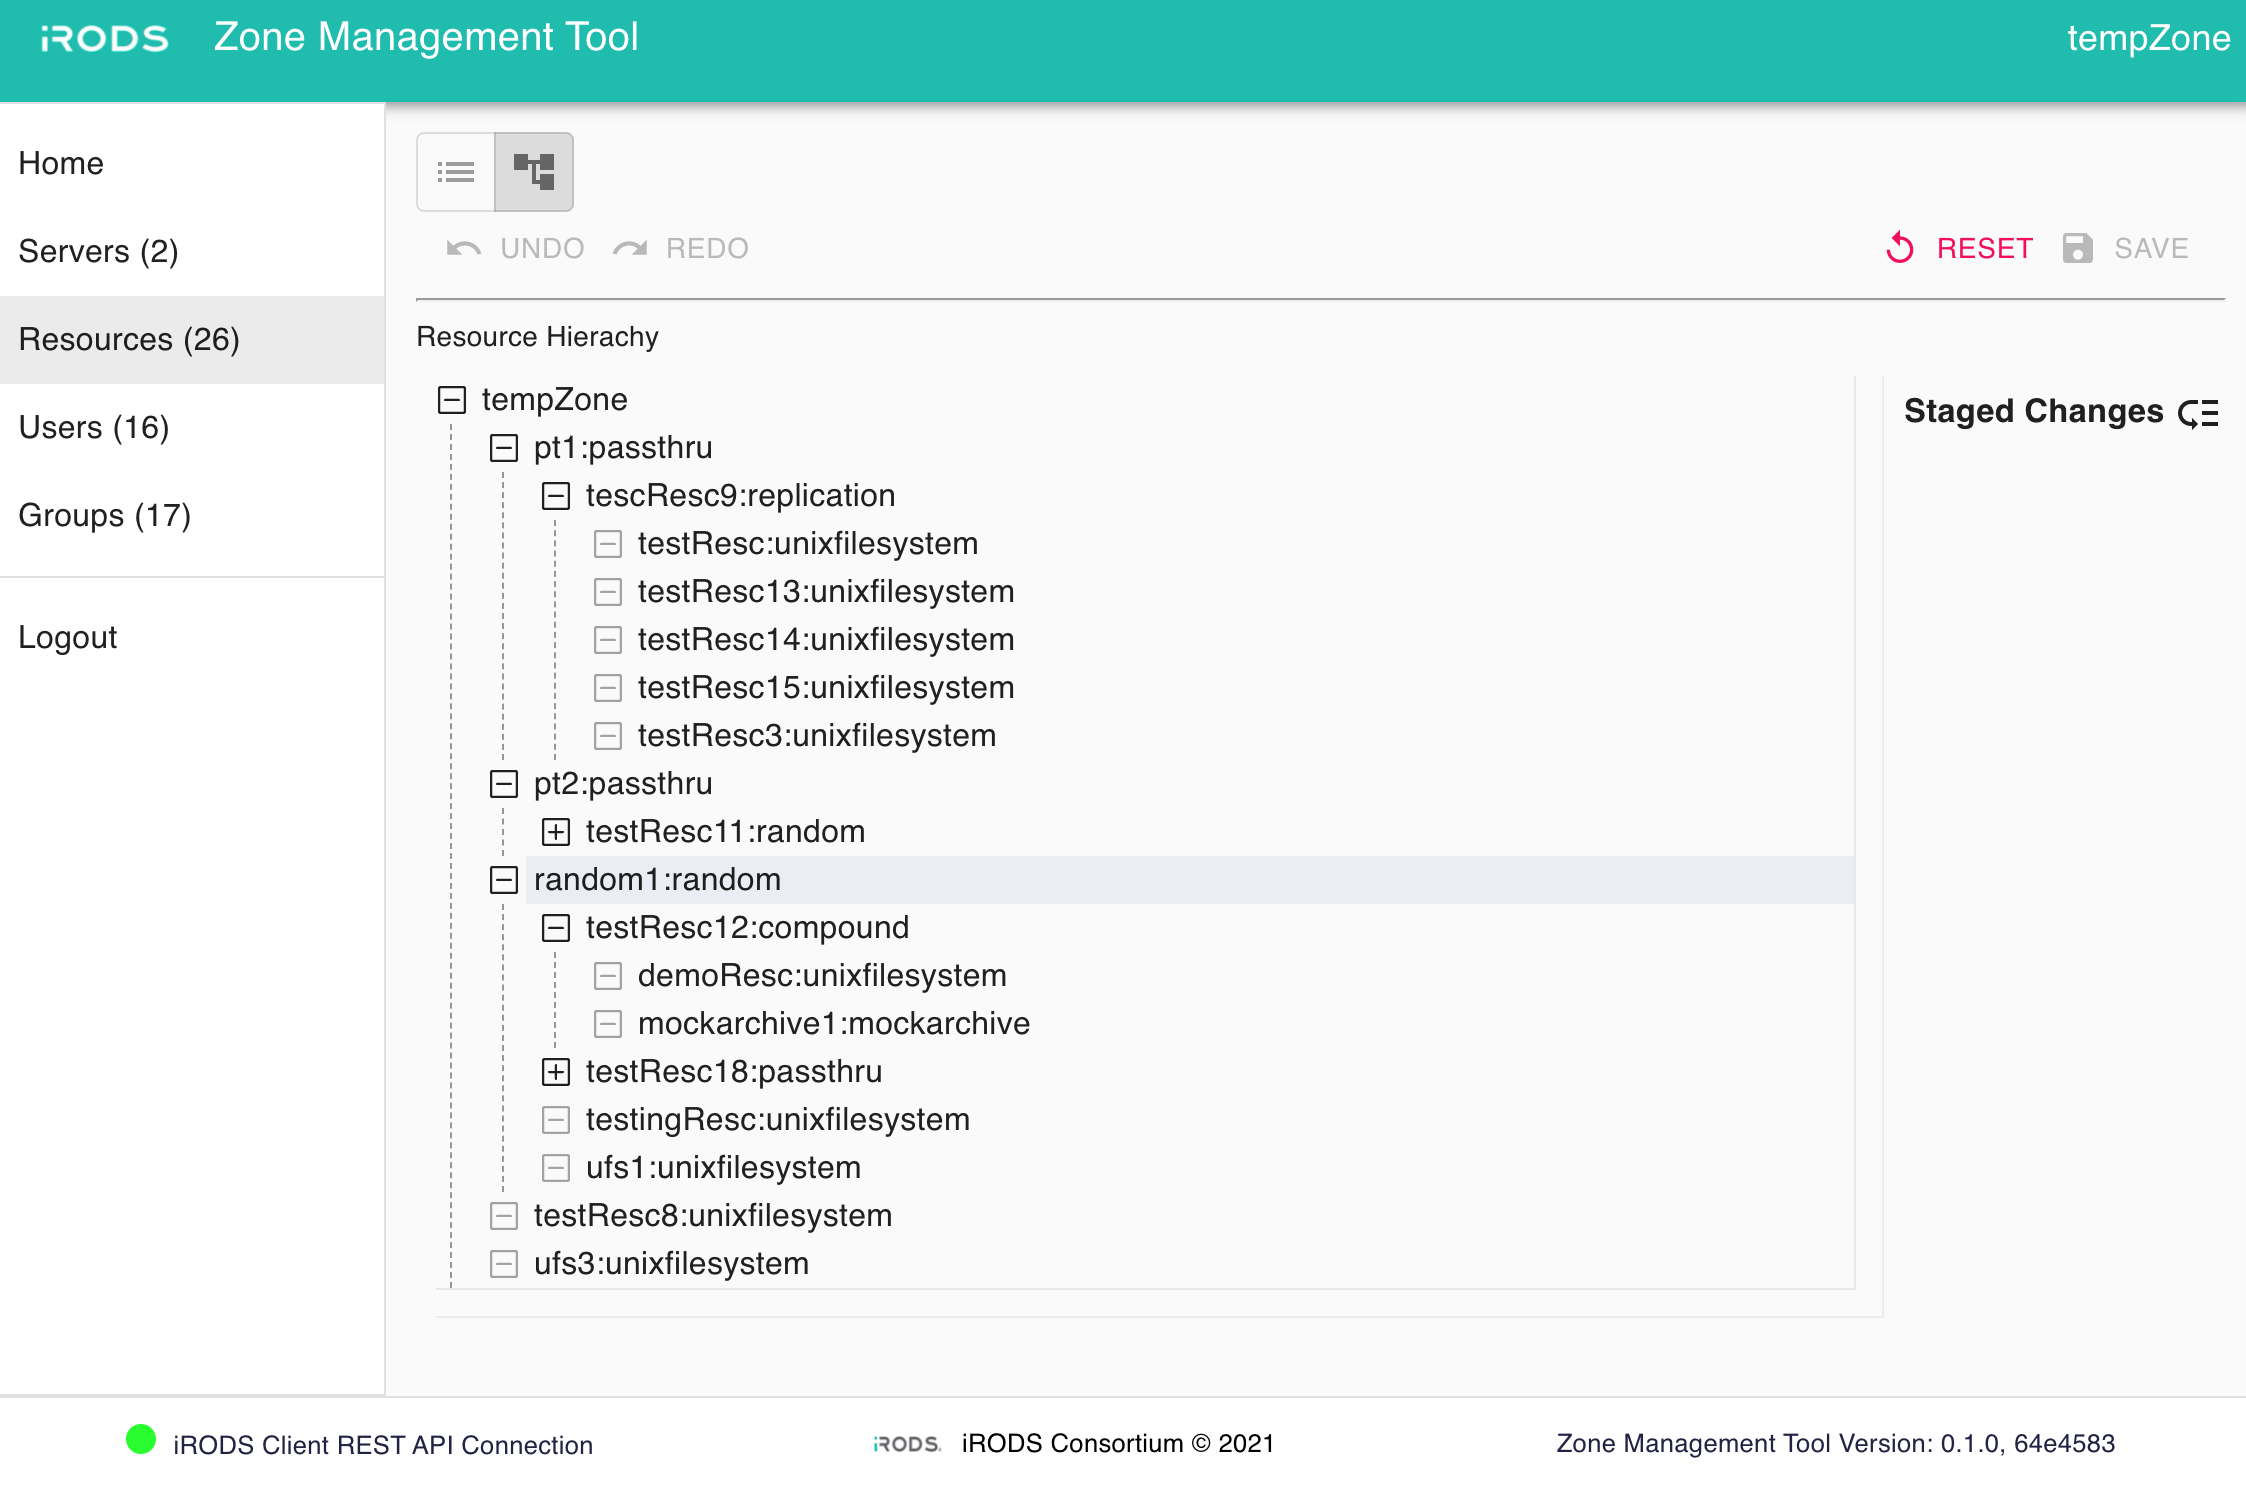 iRODS Zone Management Tool tempZone
Home
Servers (2)
Resources (26)
Users (16)
Groups (17)
Logout
UNDO REDO RESET SAVE
Resource Hierachy
tempZone
pt1:passthru
tescResc9:replication
testResc:unixfilesystem
testResc13:unixfilesystem
testResc14:unixfilesystem
testResc15:unixfilesystem
testResc3:unixfilesystem
pt2:passthru
testResc11:random
random1:random
testResc12:compound
demoResc:unixfilesystem
mockarchive1:mockarchive
testResc18:passthru
testingResc:unixfilesystem
ufs1:unixfilesystem
testResc8:unixfilesystem
ufs3:unixfilesystem
Staged Changes
iRODS Client REST API Connection
iRODS. iRODS Consortium © 2021
Zone Management Tool Version: 0.1.0, 64e4583